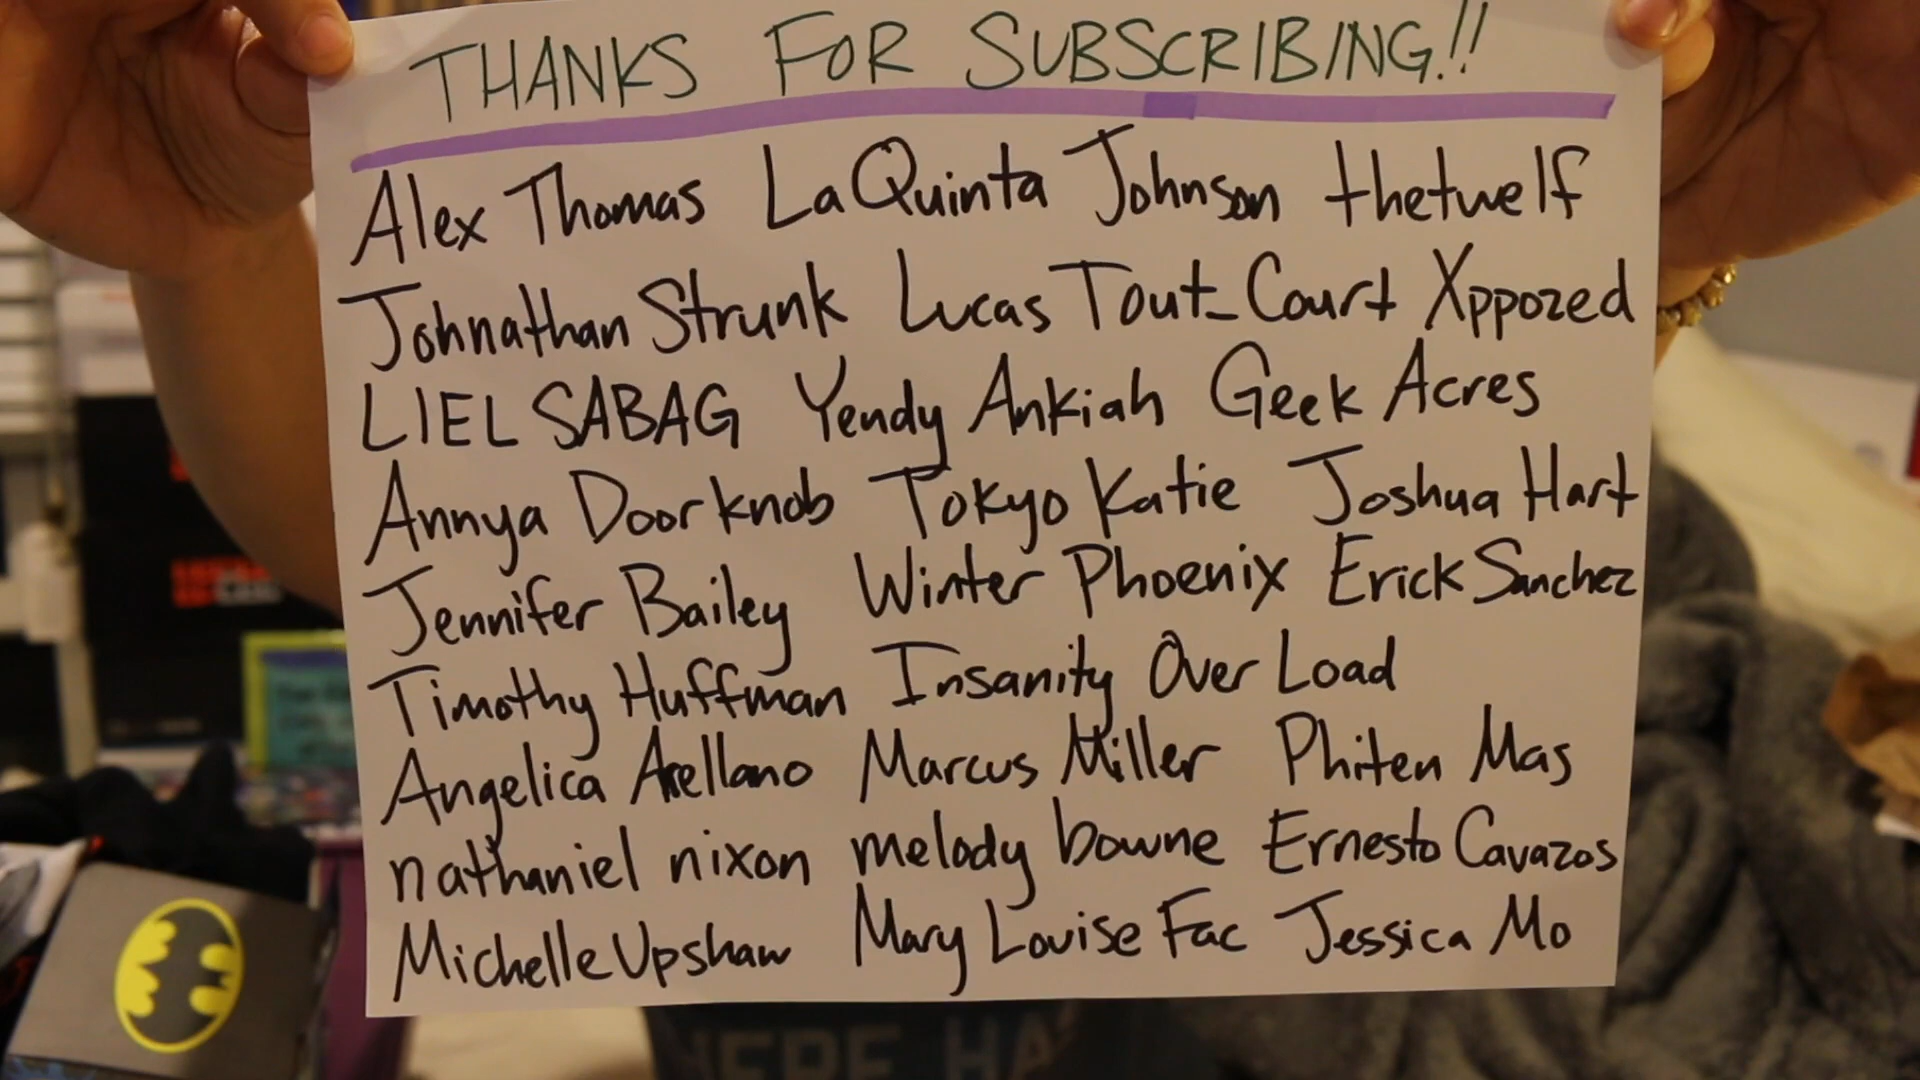 THANKS FOR SUBSCRIBING!!
Alex Thomas LaQuinta Johnson thetwelf
Johnathan Strunk Lucas Tout_Court Xppozed
LIEL SABAG Yendy Ankiah Geek Acres
Annya Doorknob Tokyo Katie Joshua Hart
Jennifer Bailey Winter Phoenix Erick Sanchez
Timothy Huffman Insanity Over Load
Angelica Arellano Marcus Miller Phiten Mas
nathaniel nixon melody bowne Ernesto Cavazos
Michelle Upshaw Mary Louise Fac Jessica Mo